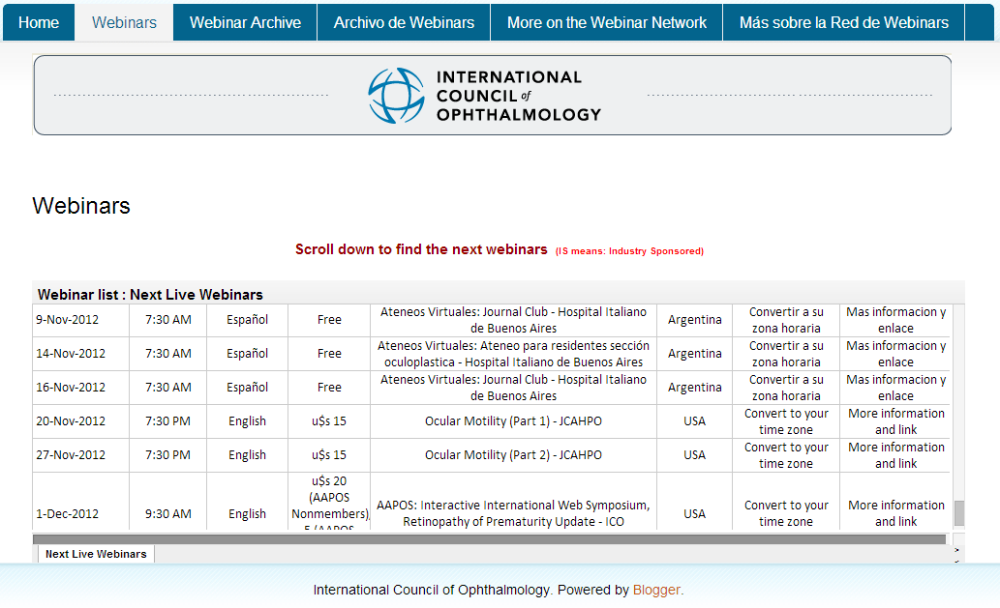 Home Webinars Webinar Archive Archivo de Webinars More on the Webinar Network Más sobre la Red de Webinars
INTERNATIONAL
COUNCIL of
OPHTHALMOLOGY
Webinars
Scroll down to find the next webinars (IS means: Industry Sponsored)
Webinar list : Next Live Webinars
9-Nov-2012 7:30 AM Español Free Ateneos Virtuales: Journal Club - Hospital Italiano de Buenos Aires Argentina Convertir a su zona horaria Mas informacion y enlace
14-Nov-2012 7:30 AM Español Free Ateneos Virtuales: Ateneo para residentes sección oculoplastica - Hospital Italiano de Buenos Aires Argentina Convertir a su zona horaria Mas informacion y enlace
16-Nov-2012 7:30 AM Español Free Ateneos Virtuales: Journal Club - Hospital Italiano de Buenos Aires Argentina Convertir a su zona horaria Mas informacion y enlace
20-Nov-2012 7:30 PM English u$s 15 Ocular Motility (Part 1) - JCAHPO USA Convert to your time zone More information and link
27-Nov-2012 7:30 PM English u$s 15 Ocular Motility (Part 2) - JCAHPO USA Convert to your time zone More information and link
1-Dec-2012 9:30 AM English u$s 20 (AAPOS Nonmembers), 5 (AAPOS AAPOS: Interactive International Web Symposium, Retinopathy of Prematurity Update - ICO USA Convert to your time zone More information and link
Next Live Webinars
International Council of Ophthalmology. Powered by Blogger.